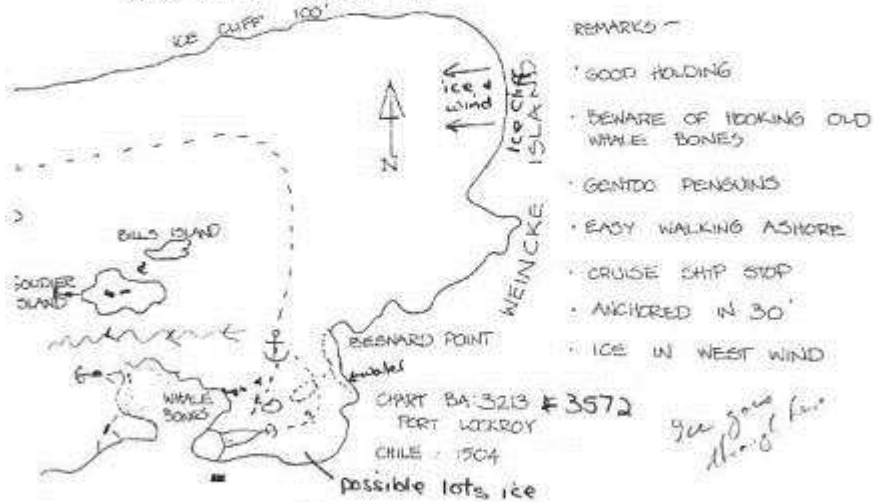 ICE CLIFF 100'
ice &
wind
Ice Cliff
ISLAND
WEINCKE
N
BILLS ISLAND
ISLAND
BESNARD POINT
water
WHALE
BONES
CHART BA: 3213 & 3572
PORT LOCKROY
CHILE : 1504
possible lots, ice
REMARKS -
· GOOD HOLDING
· BEWARE OF HOOKING OLD
WHALE BONES
· GENTOO PENGUINS
· EASY WALKING ASHORE
· CRUISE SHIP STOP
· ANCHORED IN 30'
· ICE IN WEST WIND